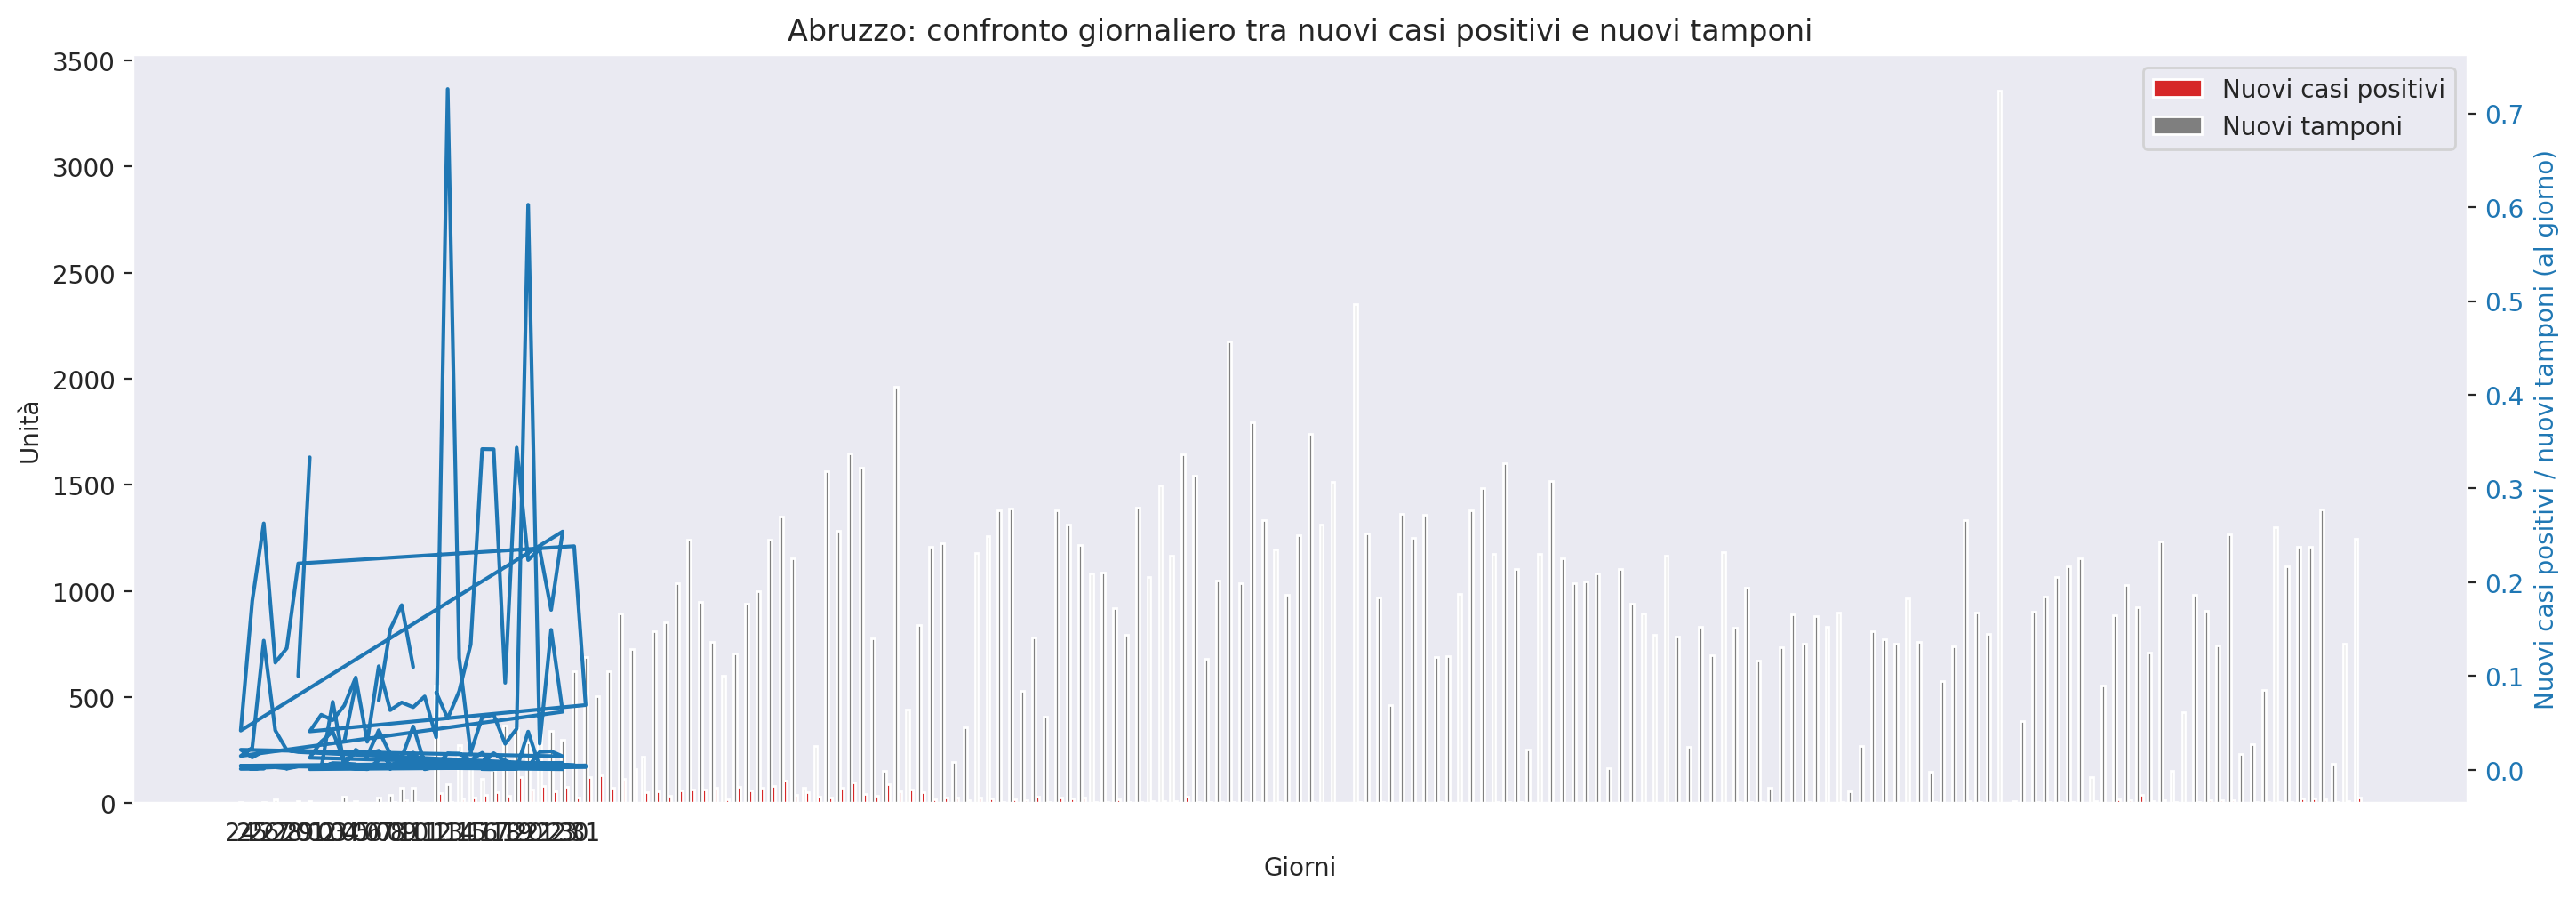 Abruzzo: confronto giornaliero tra nuovi casi positivi e nuovi tamponi
Nuovi casi positivi
Nuovi tamponi
Unità
3500
3000
2500
2000
1500
1000
500
0
0.7
0.6
0.5
0.4
0.3
0.2
0.1
0.0
Nuovi casi positivi / nuovi tamponi (al giorno)
Giorni